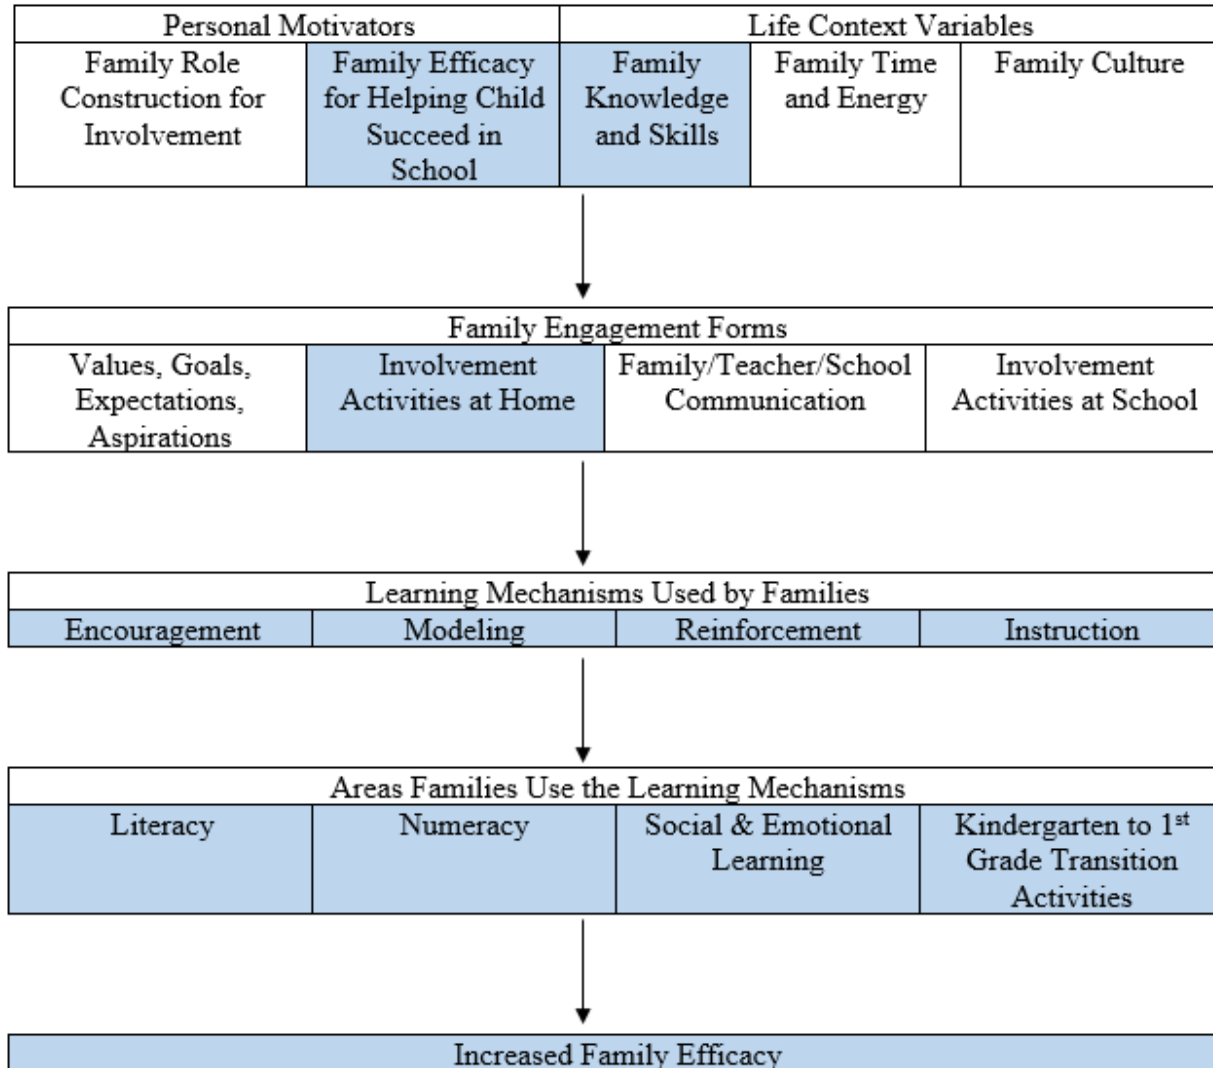 Personal Motivators
Life Context Variables
Family Role
Construction for
Involvement
Family Efficacy
for Helping Child
Succeed in
School
Family
Knowledge
and Skills
Family Time
and Energy
Family Culture
Family Engagement Forms
Values, Goals,
Expectations,
Aspirations
Involvement
Activities at Home
Family/Teacher/School
Communication
Involvement
Activities at School
Learning Mechanisms Used by Families
Encouragement
Modeling
Reinforcement
Instruction
Areas Families Use the Learning Mechanisms
Literacy
Numeracy
Social & Emotional
Learning
Kindergarten to 1st
Grade Transition
Activities
Increased Family Efficacy